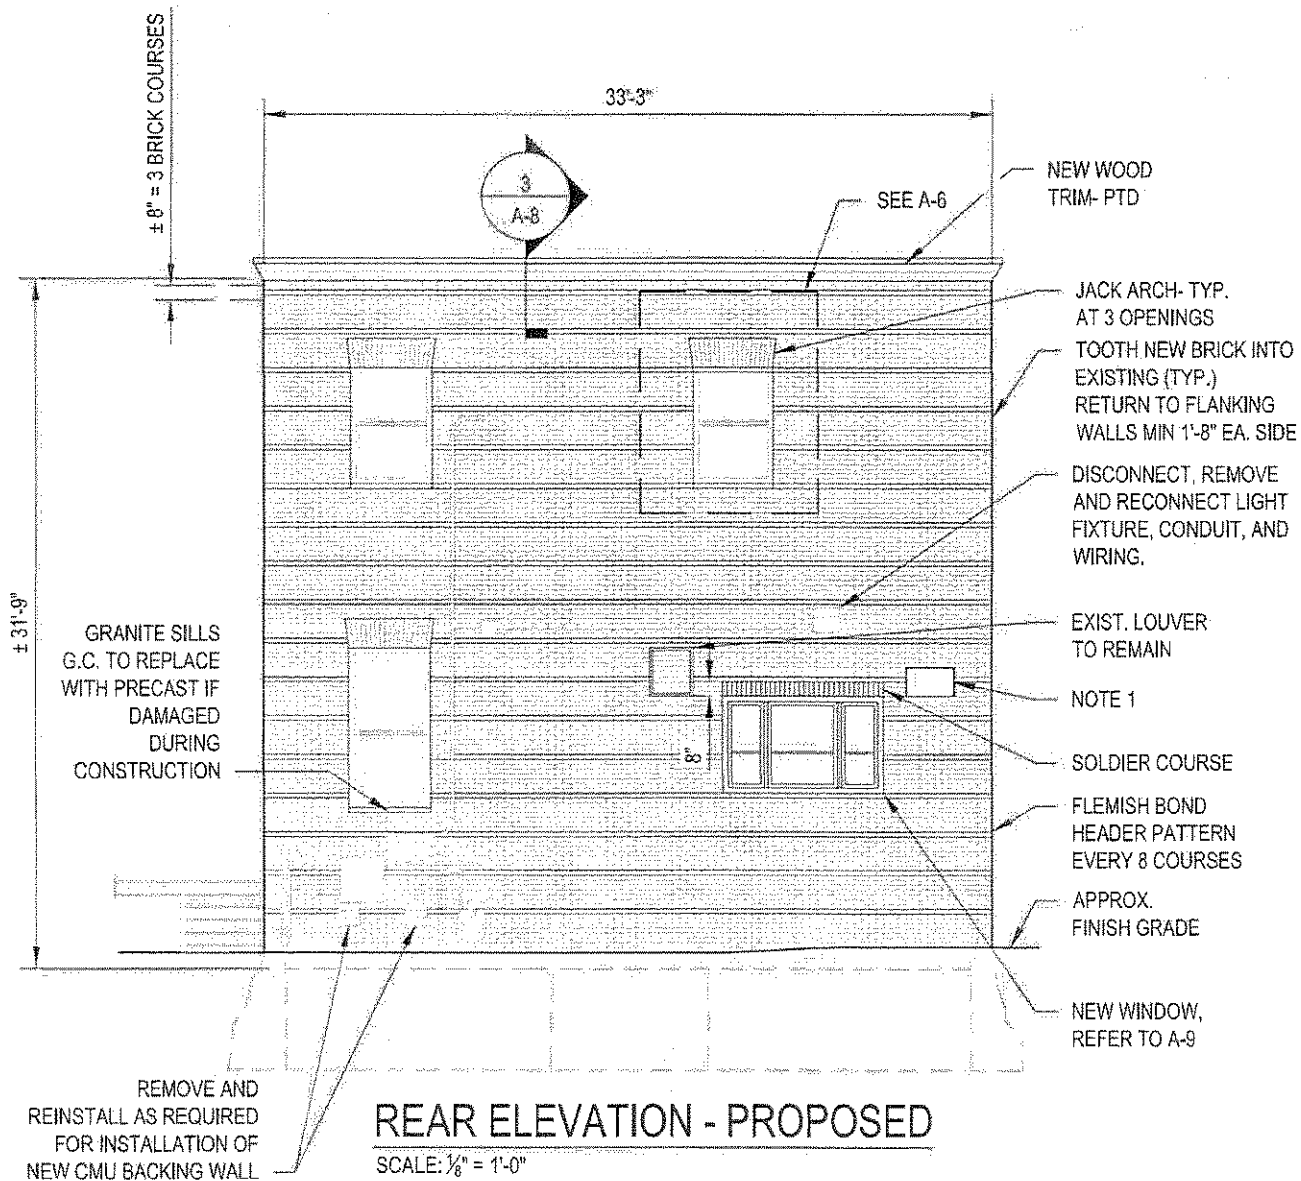 ± 8" = 3 BRICK COURSES
33'-3"
3
A-8
SEE A-6
NEW WOOD
TRIM- PTD
JACK ARCH- TYP.
AT 3 OPENINGS
TOOTH NEW BRICK INTO
EXISTING (TYP.)
RETURN TO FLANKING
WALLS MIN 1'-8" EA. SIDE
DISCONNECT, REMOVE
AND RECONNECT LIGHT
FIXTURE, CONDUIT, AND
WIRING.
± 31'-9"
GRANITE SILLS
G.C. TO REPLACE
WITH PRECAST IF
DAMAGED
DURING
CONSTRUCTION
EXIST. LOUVER
TO REMAIN
NOTE 1
8"
SOLDIER COURSE
FLEMISH BOND
HEADER PATTERN
EVERY 8 COURSES
APPROX.
FINISH GRADE
NEW WINDOW,
REFER TO A-9
REMOVE AND
REINSTALL AS REQUIRED
FOR INSTALLATION OF
NEW CMU BACKING WALL
REAR ELEVATION - PROPOSED
SCALE: ⅛" = 1'-0"